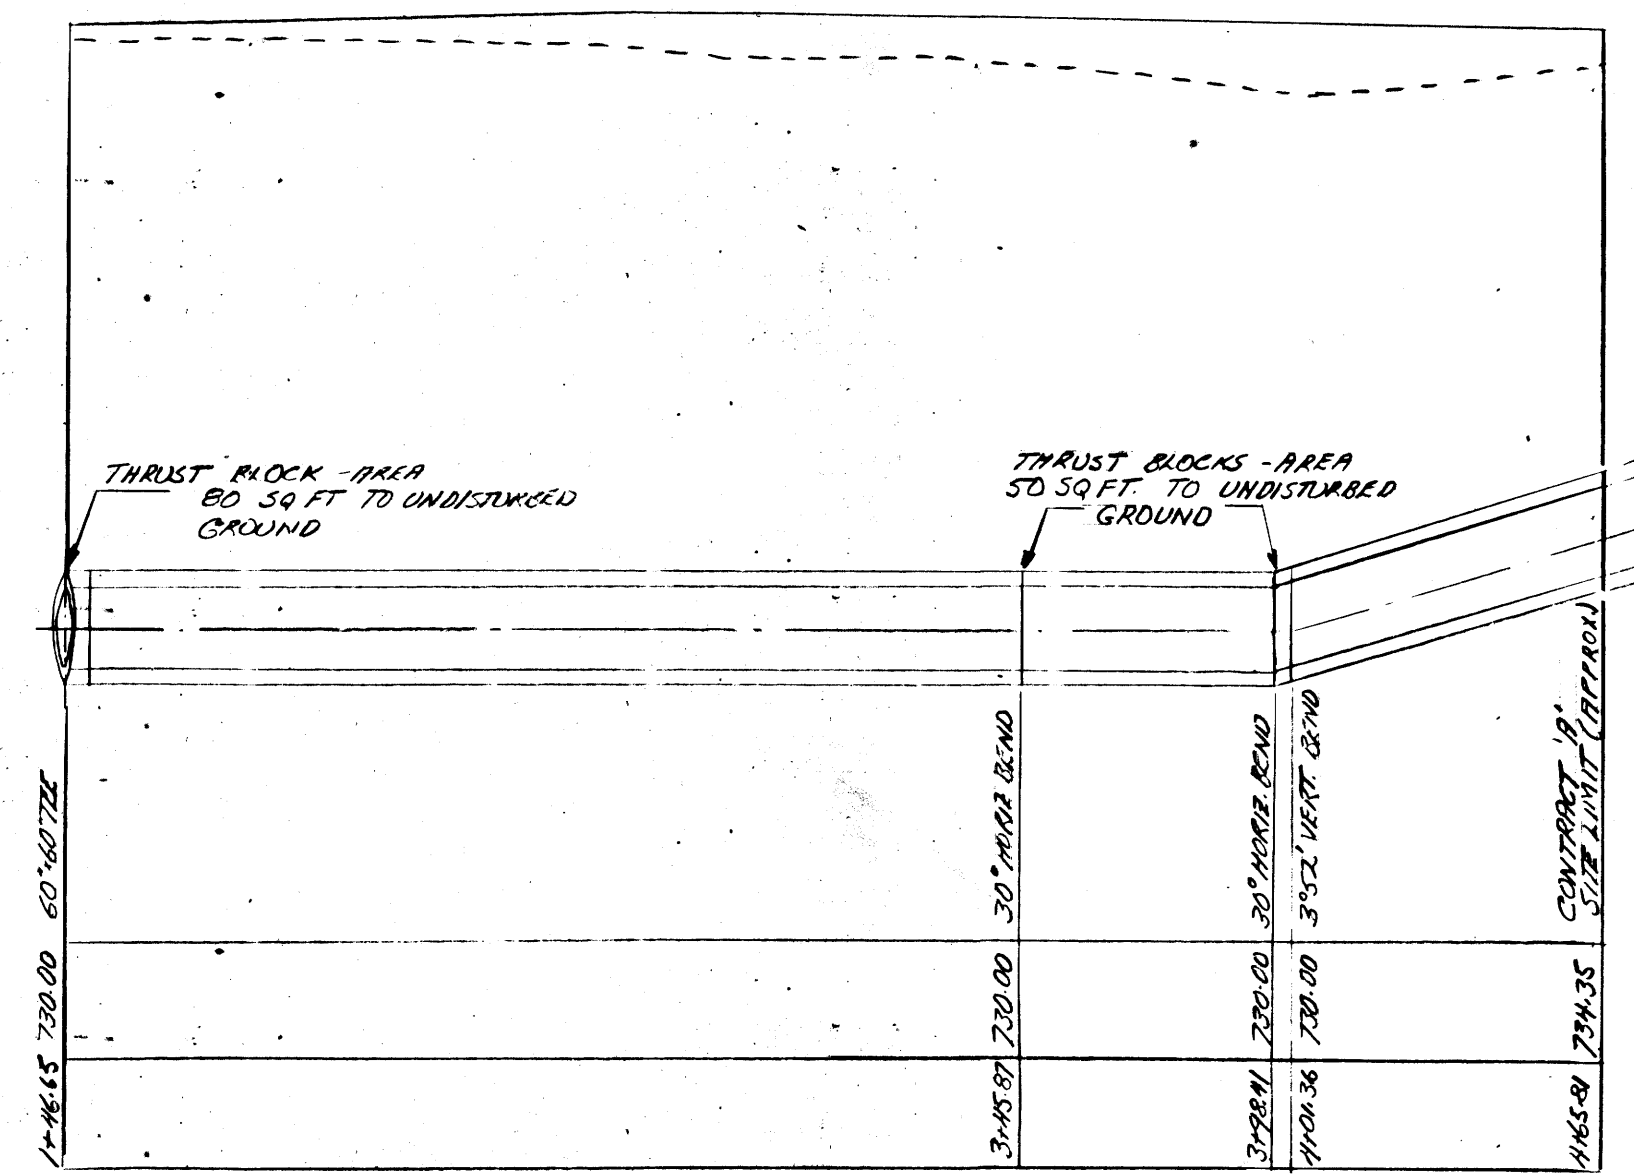 THRUST BLOCK - AREA
80 SQ FT TO UNDISTURBED
GROUND
THRUST BLOCKS - AREA
50 SQ FT. TO UNDISTURBED
GROUND
60"×60" TEE
30° HORIZ BEND
30° HORIZ. BEND
3°52' VERT. BEND
CONTRACT 'A'
SITE LIMIT (APPROX)
730.00
730.00
730.00
730.00
734.35
1+46.65
3+45.87
3+98.41
4+01.36
4+65.81